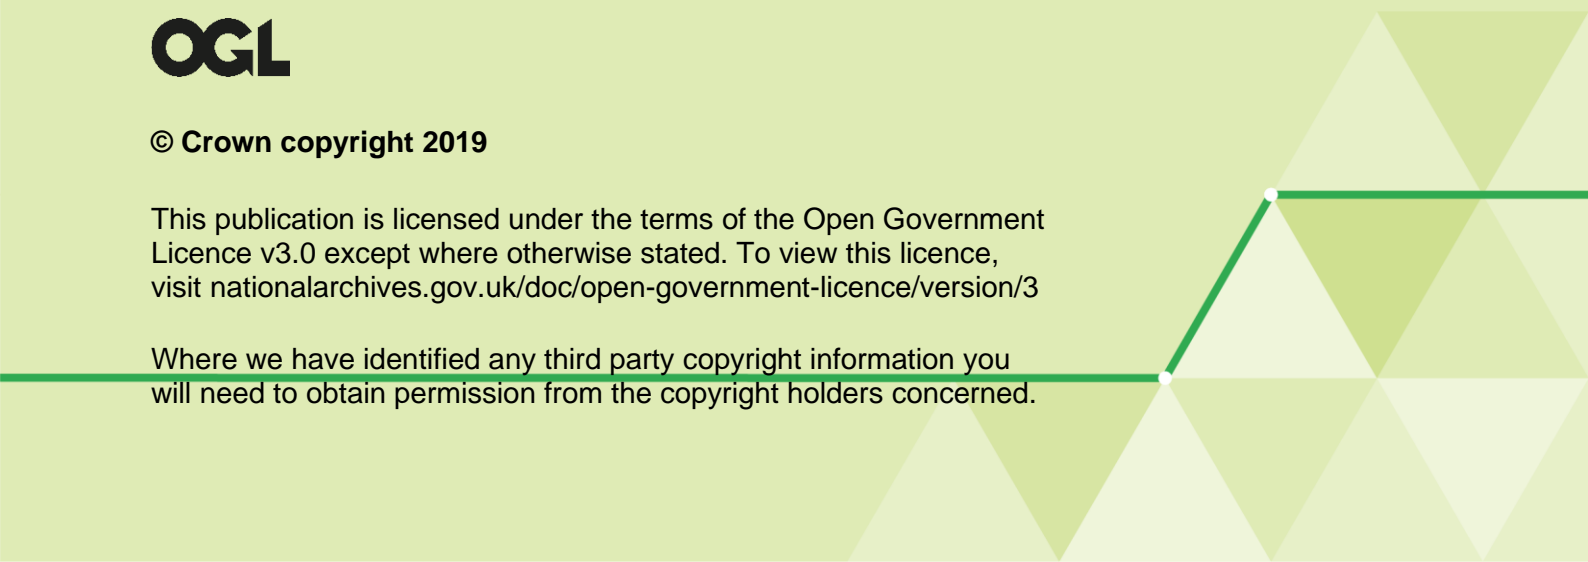 OGL
© Crown copyright 2019
This publication is licensed under the terms of the Open Government
Licence v3.0 except where otherwise stated. To view this licence,
visit nationalarchives.gov.uk/doc/open-government-licence/version/3
Where we have identified any third party copyright information you
will need to obtain permission from the copyright holders concerned.